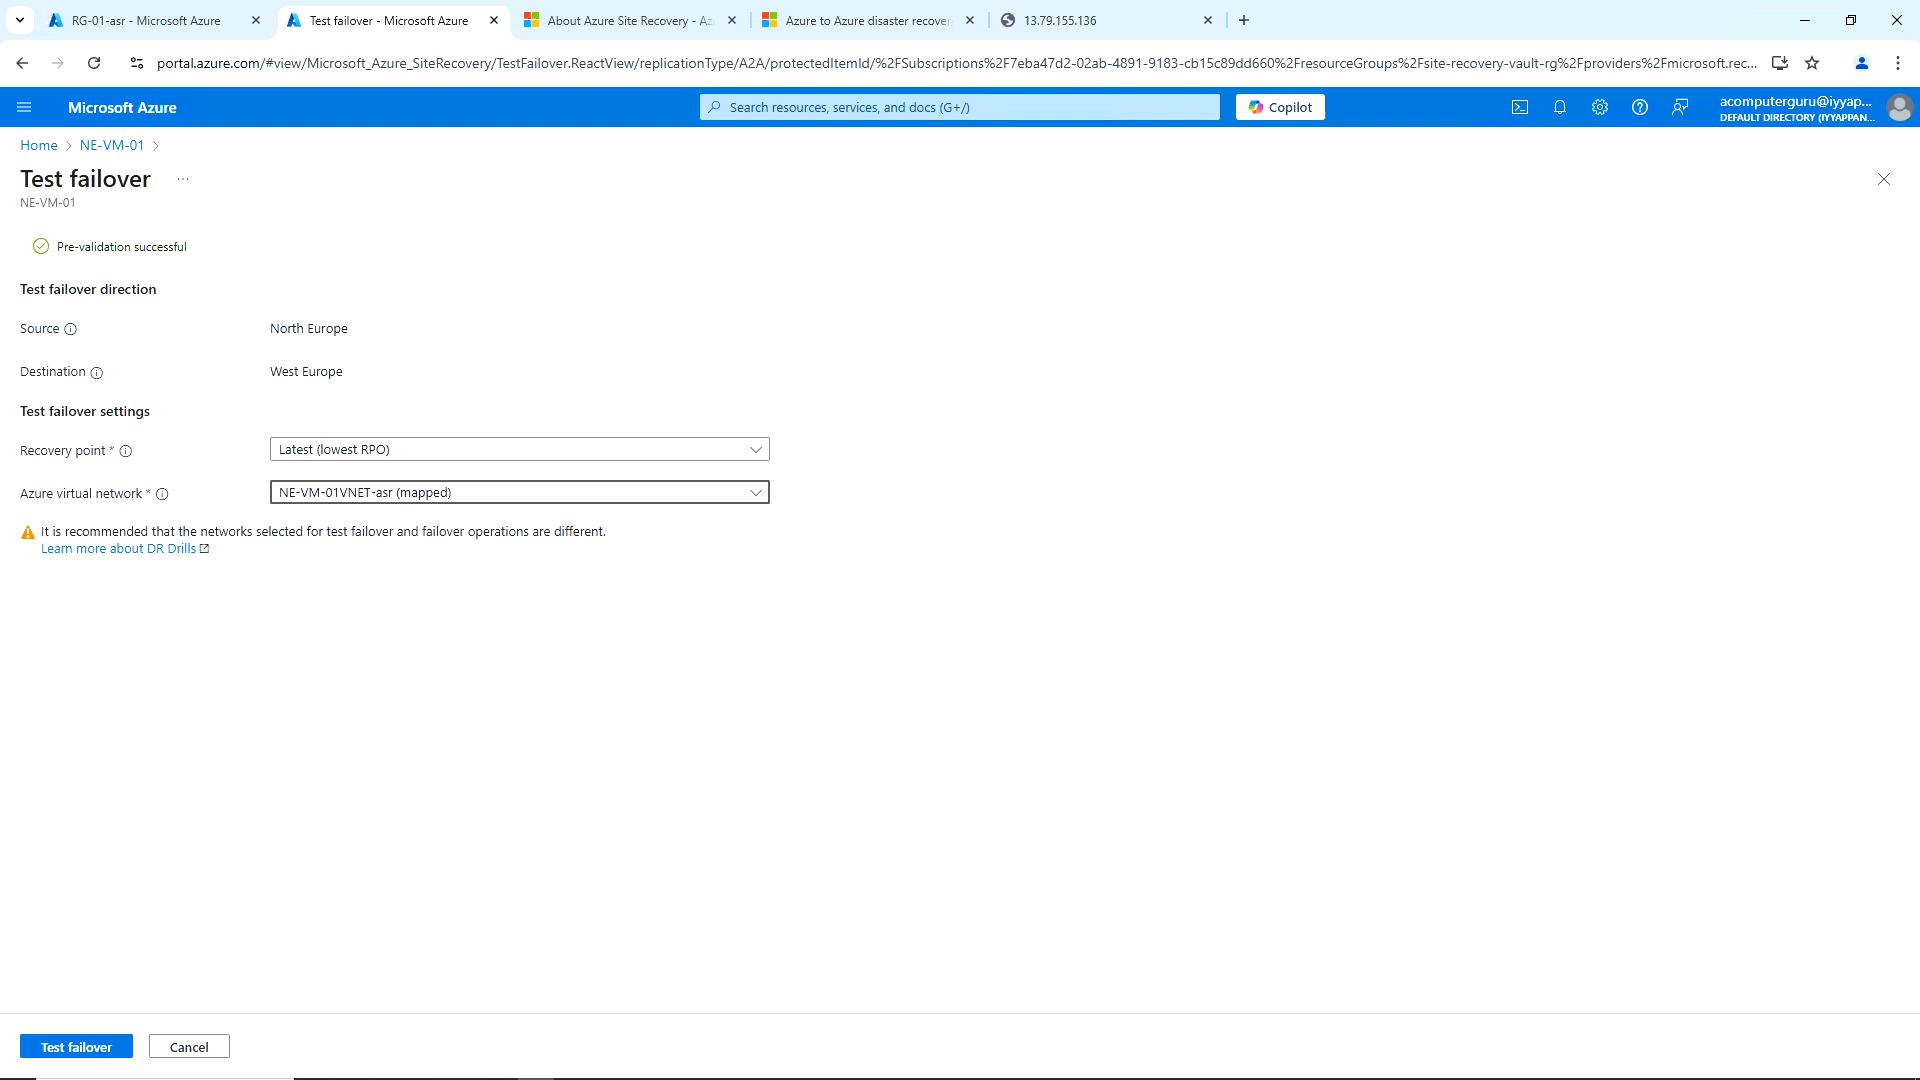 RG-01-asr - Microsoft Azure
Test failover - Microsoft Azure
About Azure Site Recovery - Az
Azure to Azure disaster recover
13.79.155.136
portal.azure.com/#view/Microsoft_Azure_SiteRecovery/TestFailover.ReactView/replicationType/A2A/protectedItemId/%2FSubscriptions%2F7eba47d2-02ab-4891-9183-cb15c89dd660%2FresourceGroups%2Fsite-recovery-vault-rg%2Fproviders%2Fmicrosoft.rec...
Microsoft Azure
Search resources, services, and docs (G+/)
Copilot
acomputerguru@iyyap...
DEFAULT DIRECTORY (IYYAPPAN...
Home > NE-VM-01 >
Test failover ...
NE-VM-01
Pre-validation successful
Test failover direction
Source
North Europe
Destination
West Europe
Test failover settings
Recovery point *
Latest (lowest RPO)
Azure virtual network *
NE-VM-01VNET-asr (mapped)
It is recommended that the networks selected for test failover and failover operations are different.
Learn more about DR Drills
Test failover
Cancel